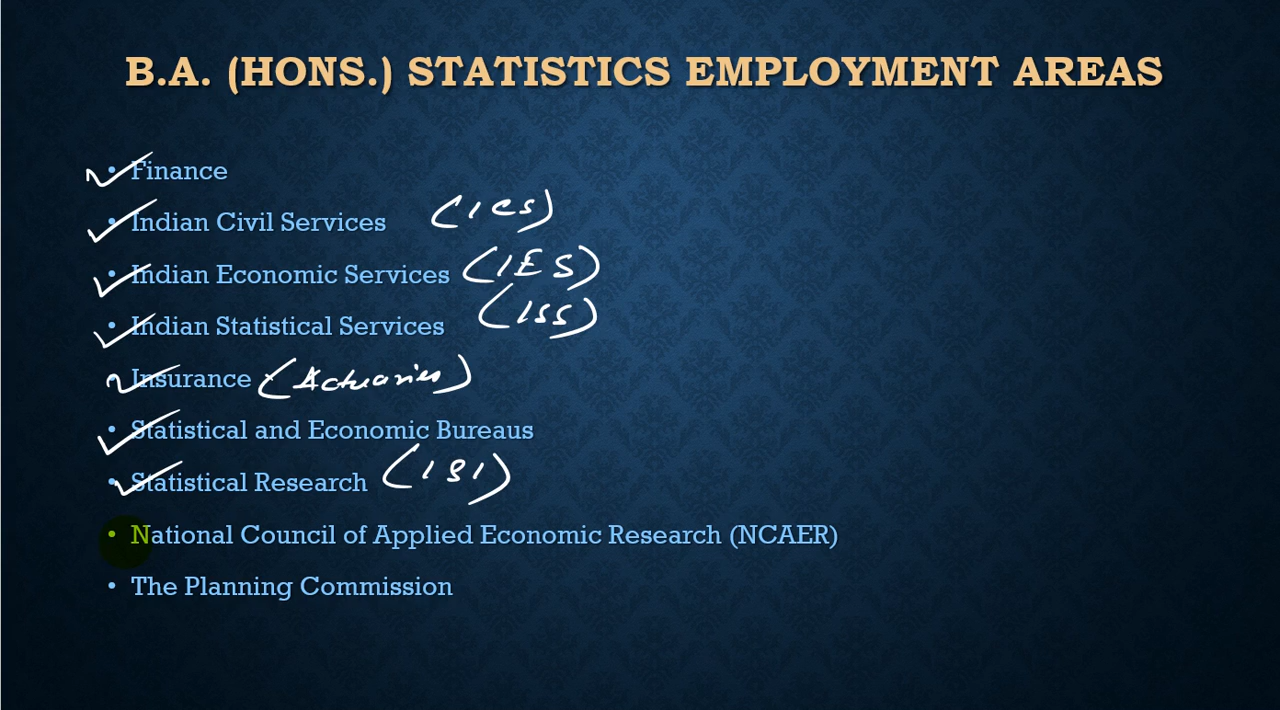 B.A. (HONS.) STATISTICS EMPLOYMENT AREAS
• Finance
• Indian Civil Services (ICS)
• Indian Economic Services (IES)
• Indian Statistical Services (ISS)
• Insurance (Actuaries)
• Statistical and Economic Bureaus
• Statistical Research (ISI)
• National Council of Applied Economic Research (NCAER)
• The Planning Commission